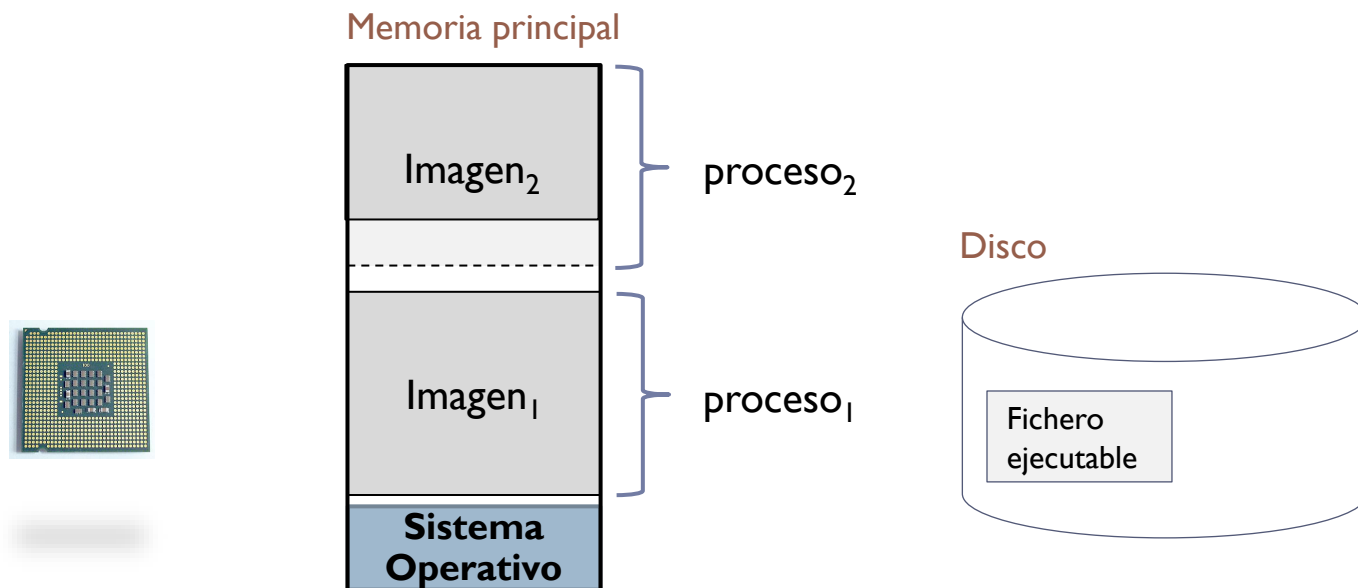 Memoria principal
Imagen₂
proceso₂
Disco
Imagen₁
proceso₁
Fichero
ejecutable
Sistema
Operativo